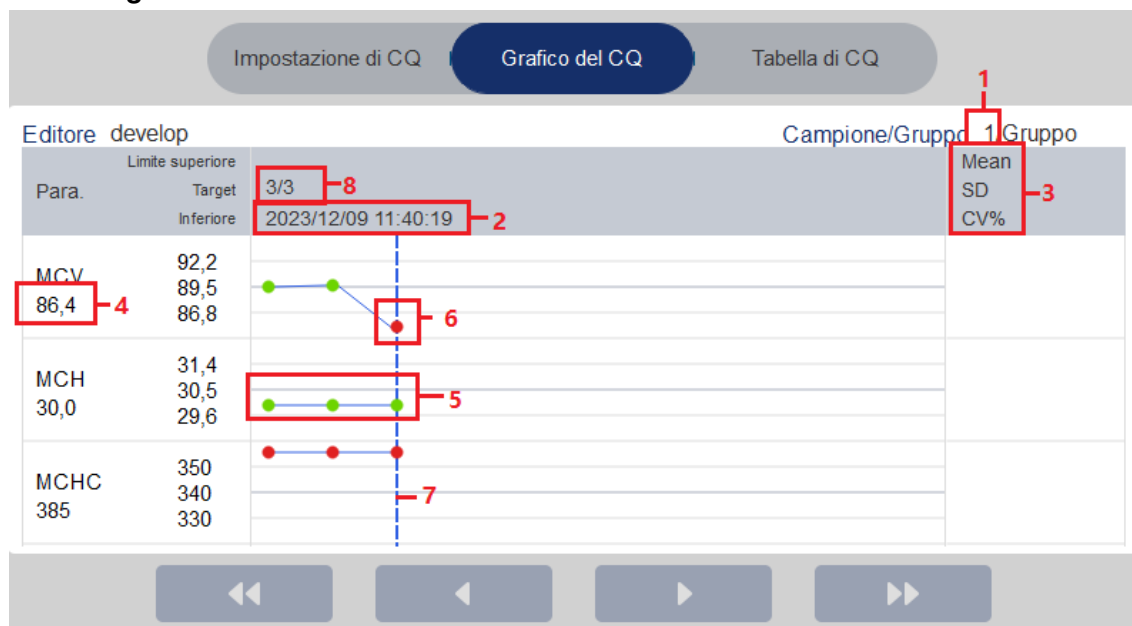 Impostazione di CQ Grafico del CQ Tabella di CQ
1
Editore develop Campione/Gruppo 1/Gruppo
Limite superiore Mean
Para. Target 3/3 8 SD 3
Inferiore 2023/12/09 11:40:19 2 CV%
MCV 92,2
89,5
86,4 4 86,8 6
MCH 31,4
30,5 5
30,0 29,6
MCHC 350
340 7
385 330